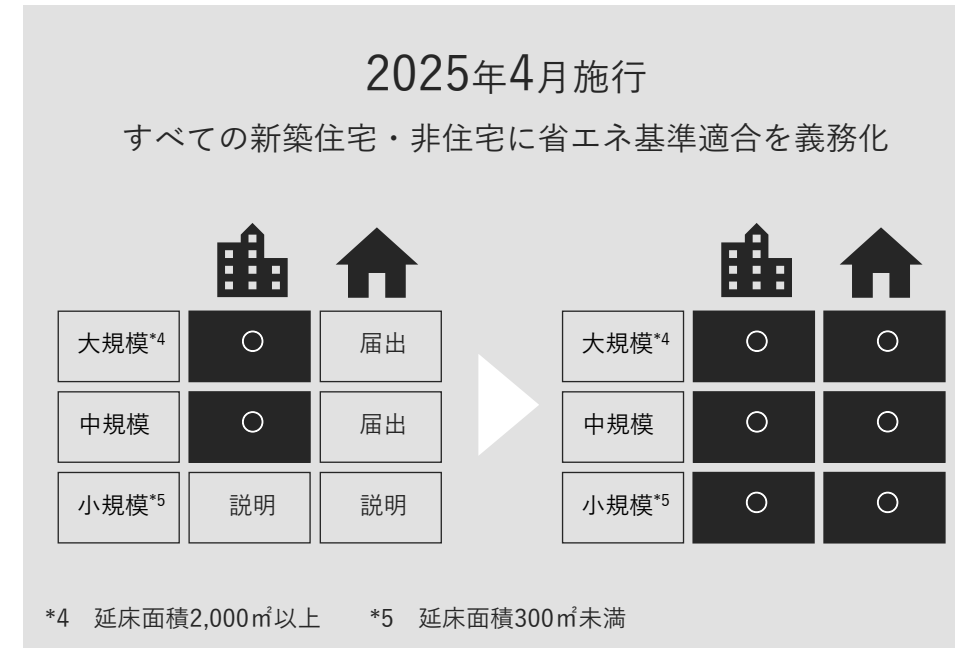 2025年4月施行
すべての新築住宅・非住宅に省エネ基準適合を義務化
大規模*4 〇 届出 大規模*4 〇 〇
中規模 〇 届出 中規模 〇 〇
小規模*5 説明 説明 小規模*5 〇 〇
*4 延床面積2,000㎡以上 *5 延床面積300㎡未満